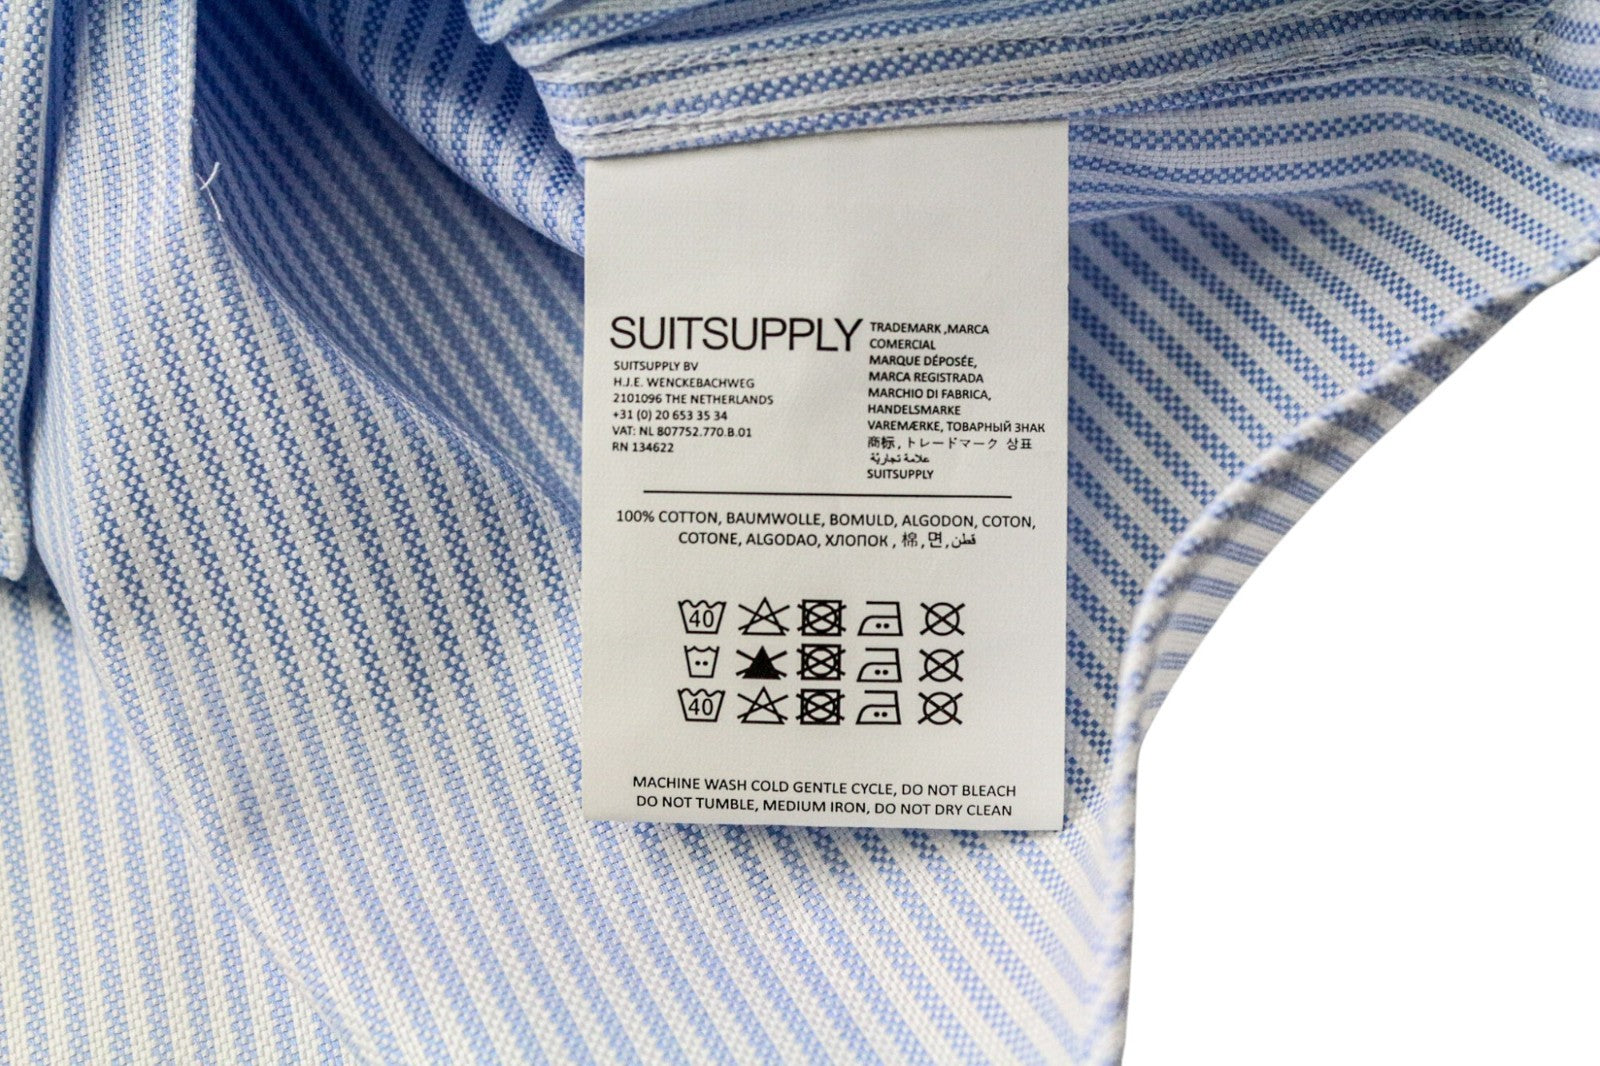 SUITSUPPLY
SUITSUPPLY BV
H.J.E. WENCKEBACHWEG
2101096 THE NETHERLANDS
+31 (0) 20 653 35 34
VAT: NL 807752.770.B.01
RN 134622
TRADEMARK ,MARCA
COMERCIAL
MARQUE DÉPOSÉE,
MARCA REGISTRADA
MARCHIO DI FABRICA,
HANDELSMARKE
VAREMÆRKE, ТОВАРНЫЙ ЗНАК
商标, トレードマーク 상표
علامة تجارية
SUITSUPPLY
100% COTTON, BAUMWOLLE, BOMULD, ALGODON, COTON,
COTONE, ALGODAO, ХЛОПОК , 棉, 면, قطن
40
40
MACHINE WASH COLD GENTLE CYCLE, DO NOT BLEACH
DO NOT TUMBLE, MEDIUM IRON, DO NOT DRY CLEAN